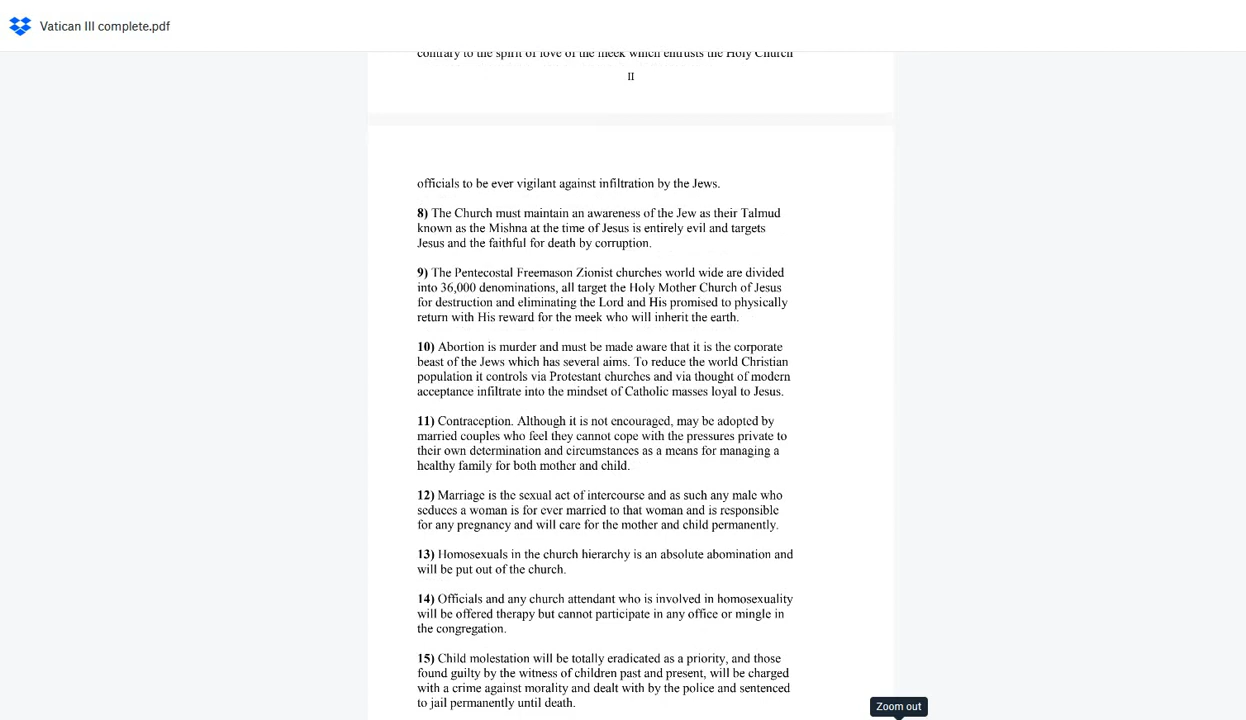 Vatican III complete.pdf
contrary to the spirit of love of the meek which entrusts the Holy Church
II
officials to be ever vigilant against infiltration by the Jews.
8) The Church must maintain an awareness of the Jew as their Talmud
known as the Mishna at the time of Jesus is entirely evil and targets
Jesus and the faithful for death by corruption.
9) The Pentecostal Freemason Zionist churches world wide are divided
into 36,000 denominations, all target the Holy Mother Church of Jesus
for destruction and eliminating the Lord and His promised to physically
return with His reward for the meek who will inherit the earth.
10) Abortion is murder and must be made aware that it is the corporate
beast of the Jews which has several aims. To reduce the world Christian
population it controls via Protestant churches and via thought of modern
acceptance infiltrate into the mindset of Catholic masses loyal to Jesus.
11) Contraception. Although it is not encouraged, may be adopted by
married couples who feel they cannot cope with the pressures private to
their own determination and circumstances as a means for managing a
healthy family for both mother and child.
12) Marriage is the sexual act of intercourse and as such any male who
seduces a woman is for ever married to that woman and is responsible
for any pregnancy and will care for the mother and child permanently.
13) Homosexuals in the church hierarchy is an absolute abomination and
will be put out of the church.
14) Officials and any church attendant who is involved in homosexuality
will be offered therapy but cannot participate in any office or mingle in
the congregation.
15) Child molestation will be totally eradicated as a priority, and those
found guilty by the witness of children past and present, will be charged
with a crime against morality and dealt with by the police and sentenced
to jail permanently until death.
Zoom out